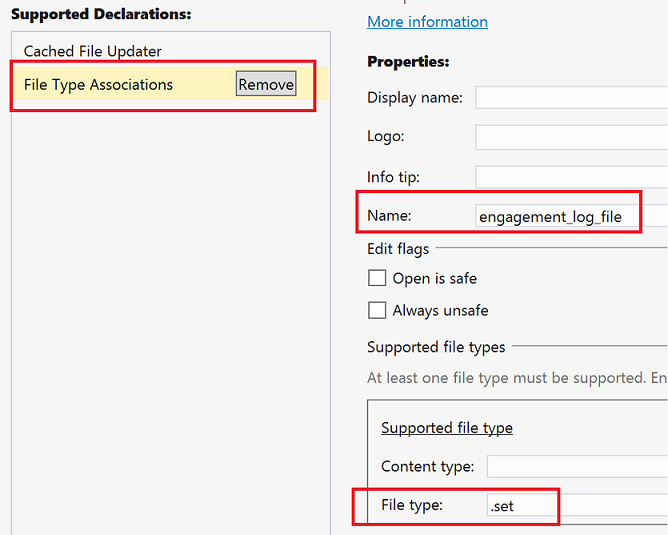 Supported Declarations:
Cached File Updater
File Type Associations Remove
More information
Properties:
Display name:
Logo:
Info tip:
Name: engagement_log_file
Edit flags
Open is safe
Always unsafe
Supported file types
At least one file type must be supported. En
Supported file type
Content type:
File type: .set